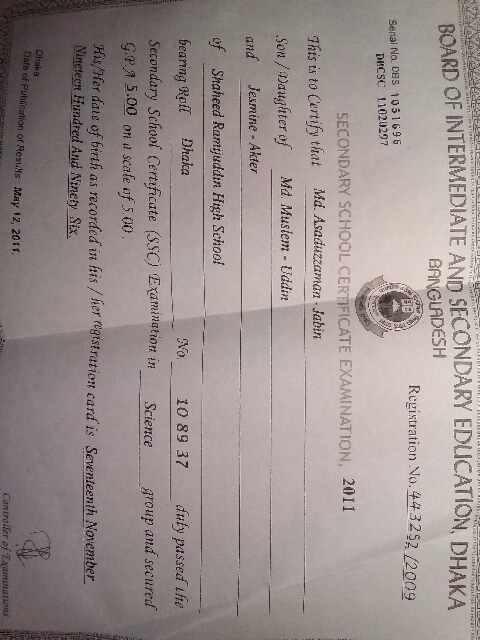 BOARD OF INTERMEDIATE AND SECONDARY EDUCATION, DHAKA
BANGLADESH
Serial No. DBS 1051696
DBCSC 11020297
Registration No. 443252/2009
SECONDARY SCHOOL CERTIFICATE EXAMINATION, 2011
This is to Certify that Md. Asaduzzaman - Jabin
Son / Daughter of Md. Muslem - Uddin
and Jesmine - Akter
of Shaheed Ramijuddin High School
bearing Roll Dhaka No. 10 89 37 duly passed the
Secondary School Certificate (SSC) Examination in Science group and secured
G.P.A 5.00 on a scale of 5.00.
His/Her date of birth as recorded in his / her registration card is Seventeenth November
Nineteen Hundred And Ninety Six.
Dhaka
Date of Publication of Results May 12, 2011.
Controller of Examinations